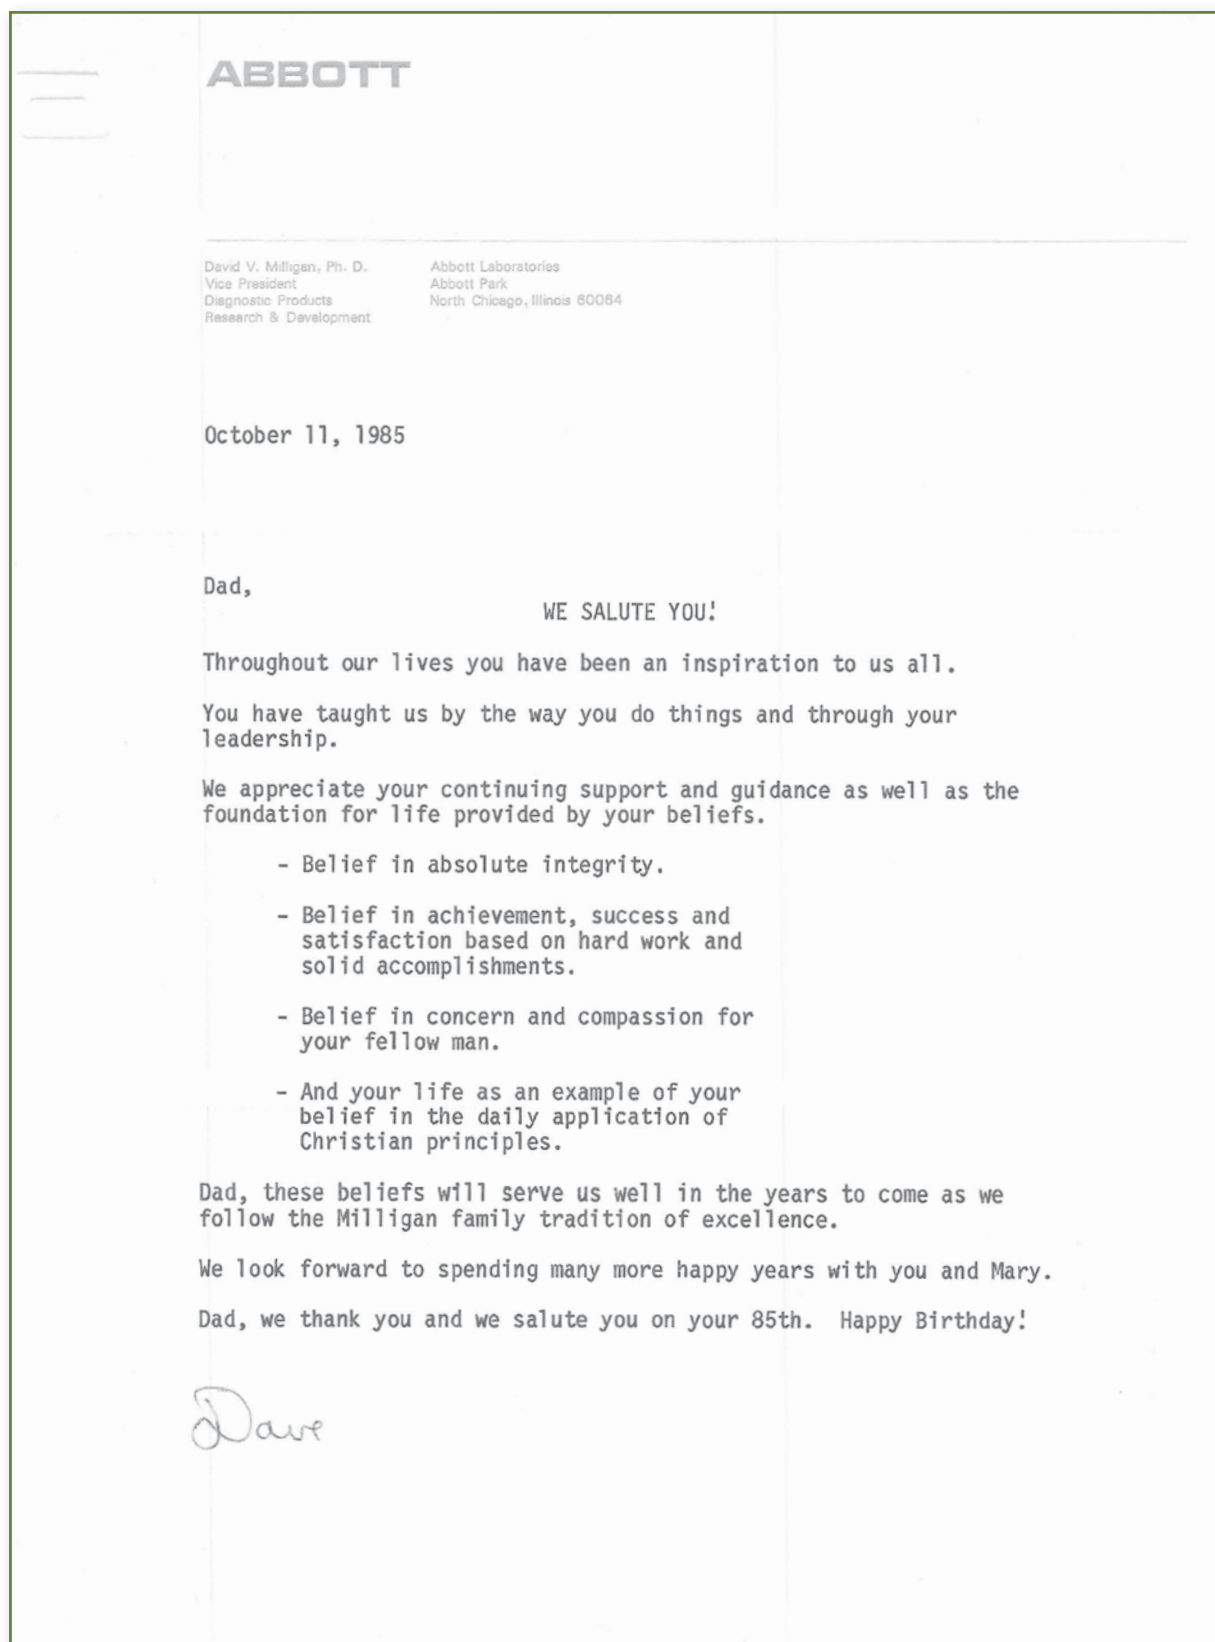 ABBOTT
David V. Milligan, Ph. D.
Vice President
Diagnostic Products
Research & Development
Abbott Laboratories
Abbott Park
North Chicago, Illinois 60064
October 11, 1985
Dad,
WE SALUTE YOU!
Throughout our lives you have been an inspiration to us all.
You have taught us by the way you do things and through your
leadership.
We appreciate your continuing support and guidance as well as the
foundation for life provided by your beliefs.
- Belief in absolute integrity.
- Belief in achievement, success and
satisfaction based on hard work and
solid accomplishments.
- Belief in concern and compassion for
your fellow man.
- And your life as an example of your
belief in the daily application of
Christian principles.
Dad, these beliefs will serve us well in the years to come as we
follow the Milligan family tradition of excellence.
We look forward to spending many more happy years with you and Mary.
Dad, we thank you and we salute you on your 85th.  Happy Birthday!
Dave